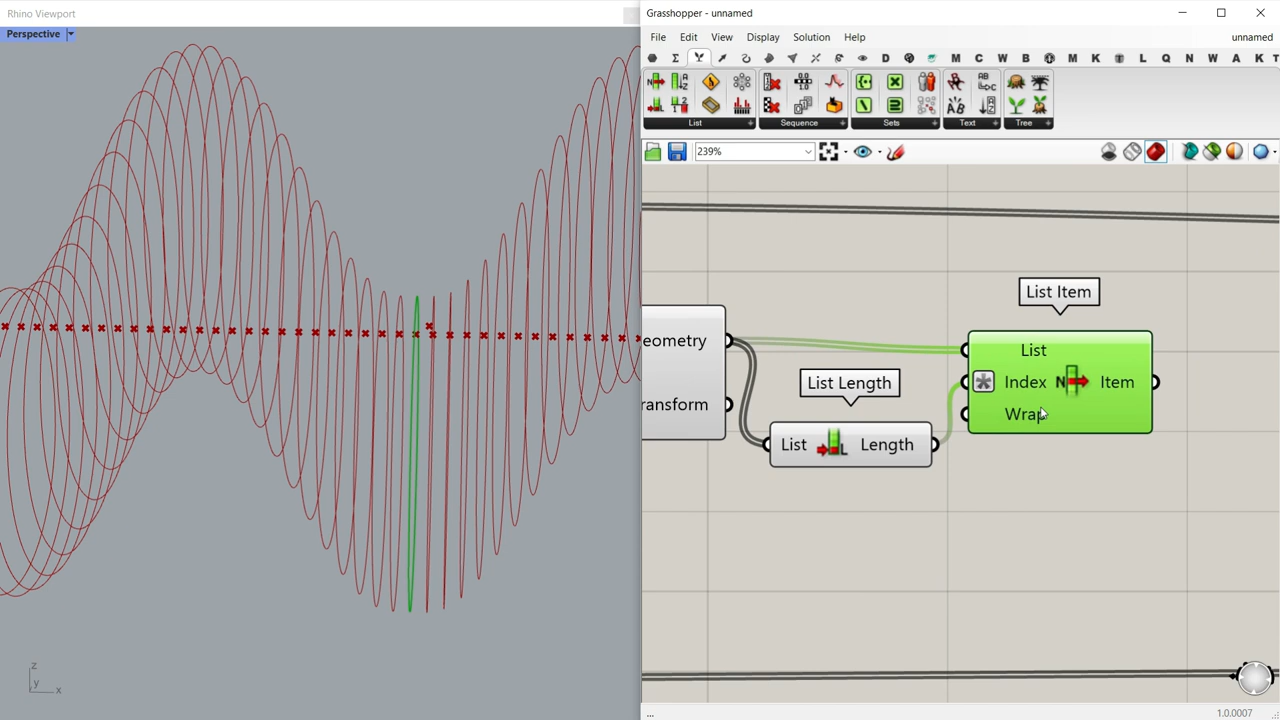 Rhino Viewport
Perspective
z
y
x
Grasshopper - unnamed
File Edit View Display Solution Help
unnamed
List Sequence Sets Text Tree
239%
List Item
eometry
ransform
List Length
List Length
List
Index Item
Wrap
...
1.0.0007